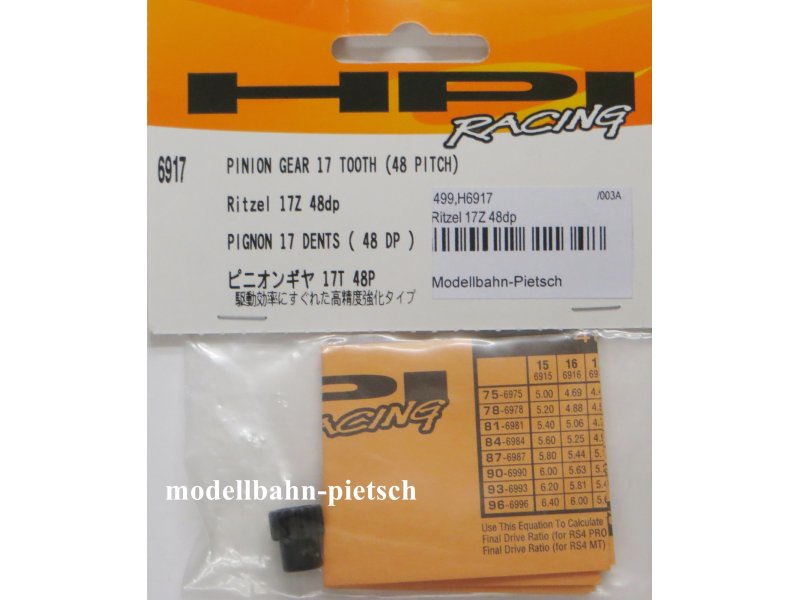 HPI
RACING
6917
PINION GEAR 17 TOOTH (48 PITCH)
Ritzel 17Z 48dp
PIGNON 17 DENTS ( 48 DP )
ピニオンギヤ 17T 48P
駆動効率にすぐれた高精度強化タイプ
499,H6917 /003A
Ritzel 17Z 48dp
Modellbahn-Pietsch
RACING
15 16
6915 6916
75-6975 5.00 4.69
78-6978 5.20 4.88
81-6981 5.40 5.06
84-6984 5.60 5.25
87-6987 5.80 5.44
90-6990 6.00 5.63
93-6993 6.20 5.81
96-6996 6.40 6.00
Use This Equation To Calculate
Final Drive Ratio (for RS4 PRO
Final Drive Ratio (for RS4 MT)
modellbahn-pietsch